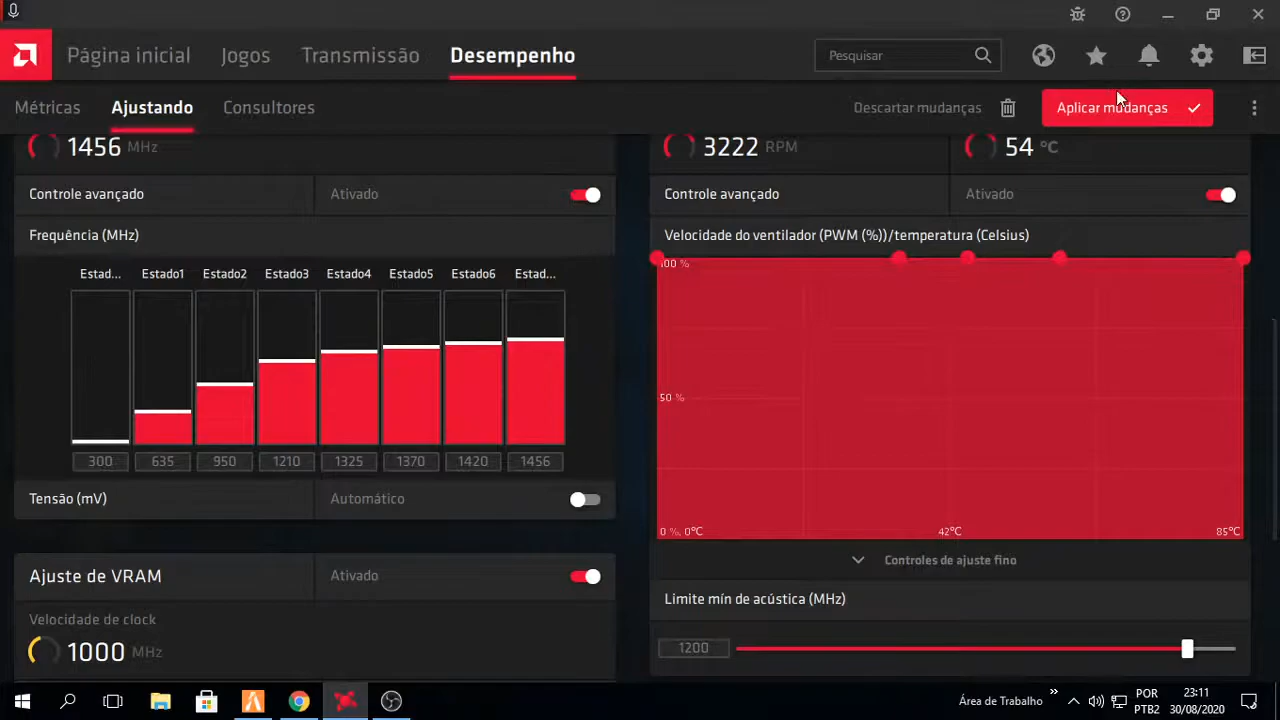 Página inicial Jogos Transmissão Desempenho Pesquisar
Métricas Ajustando Consultores Descartar mudanças Aplicar mudanças
1456 MHz 3222 RPM 54 °C
Controle avançado Ativado Controle avançado Ativado
Frequência (MHz) Velocidade do ventilador (PWM (%))/temperatura (Celsius)
Estad... Estado1 Estado2 Estado3 Estado4 Estado5 Estado6 Estad...
100 %
50 %
300 635 950 1210 1325 1370 1420 1456
Tensão (mV) Automático
0 %, 0°C 42°C 85°C
Controles de ajuste fino
Ajuste de VRAM Ativado
Limite mín de acústica (MHz)
Velocidade de clock
1000 MHz 1200
Área de Trabalho
POR
PTB2
23:11
30/08/2020